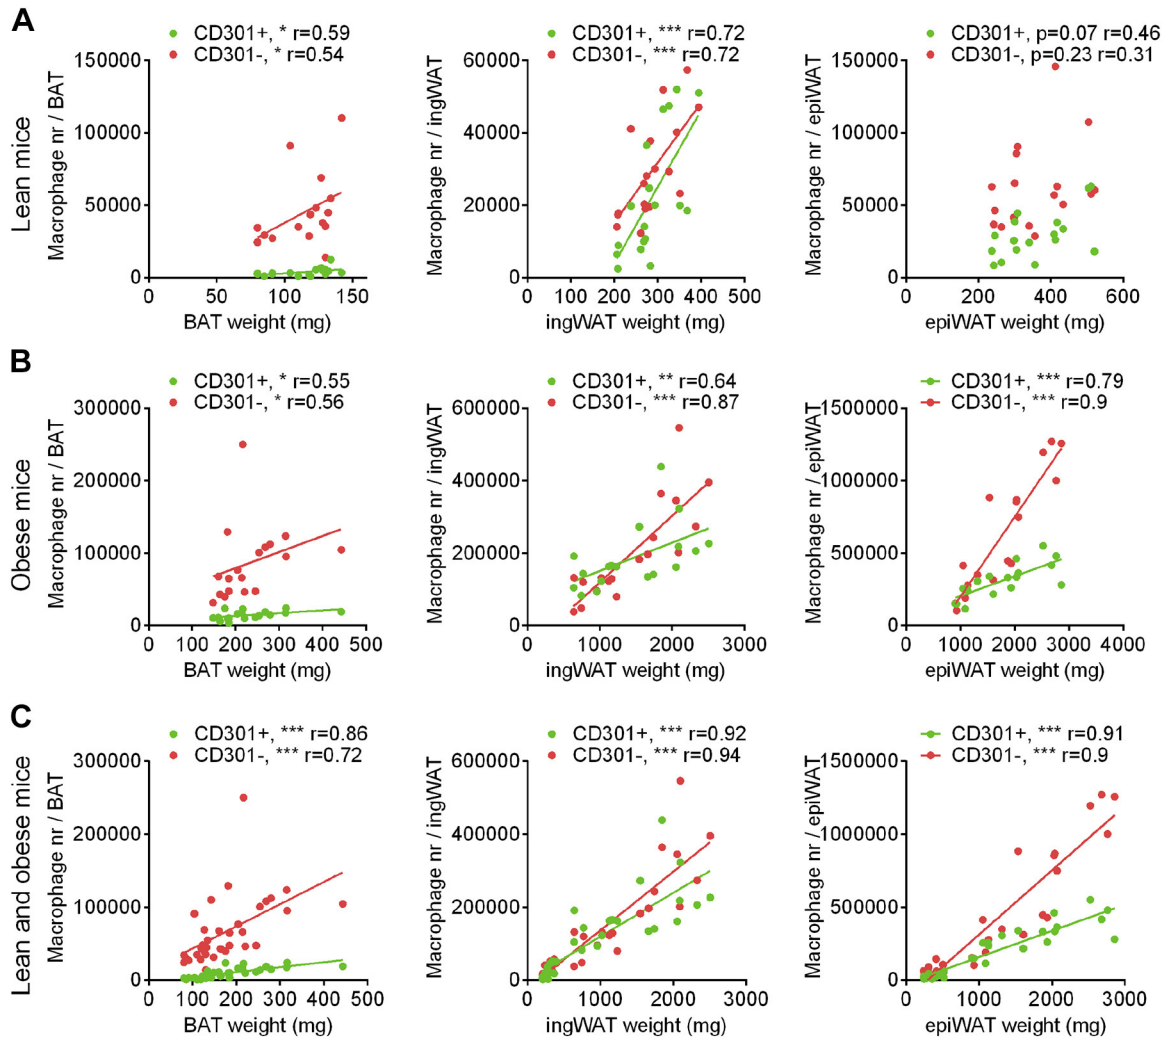 A
Lean mice
CD301+, * r=0.59
CD301-, * r=0.54
Macrophage nr / BAT
150000
100000
50000
0
0 50 100 150
BAT weight (mg)
CD301+, *** r=0.72
CD301-, *** r=0.72
Macrophage nr / ingWAT
60000
40000
20000
0
0 100 200 300 400 500
ingWAT weight (mg)
CD301+, p=0.07 r=0.46
CD301-, p=0.23 r=0.31
Macrophage nr / epiWAT
150000
100000
50000
0
0 200 400 600
epiWAT weight (mg)
B
Obese mice
CD301+, * r=0.55
CD301-, * r=0.56
Macrophage nr / BAT
300000
200000
100000
0
0 100 200 300 400 500
BAT weight (mg)
CD301+, ** r=0.64
CD301-, *** r=0.87
Macrophage nr / ingWAT
600000
400000
200000
0
0 1000 2000 3000
ingWAT weight (mg)
CD301+, *** r=0.79
CD301-, *** r=0.9
Macrophage nr / epiWAT
1500000
1000000
500000
0
0 1000 2000 3000 4000
epiWAT weight (mg)
C
Lean and obese mice
CD301+, *** r=0.86
CD301-, *** r=0.72
Macrophage nr / BAT
300000
200000
100000
0
0 100 200 300 400 500
BAT weight (mg)
CD301+, *** r=0.92
CD301-, *** r=0.94
Macrophage nr / ingWAT
600000
400000
200000
0
0 1000 2000 3000
ingWAT weight (mg)
CD301+, *** r=0.91
CD301-, *** r=0.9
Macrophage nr / epiWAT
1500000
1000000
500000
0
0 1000 2000 3000
epiWAT weight (mg)